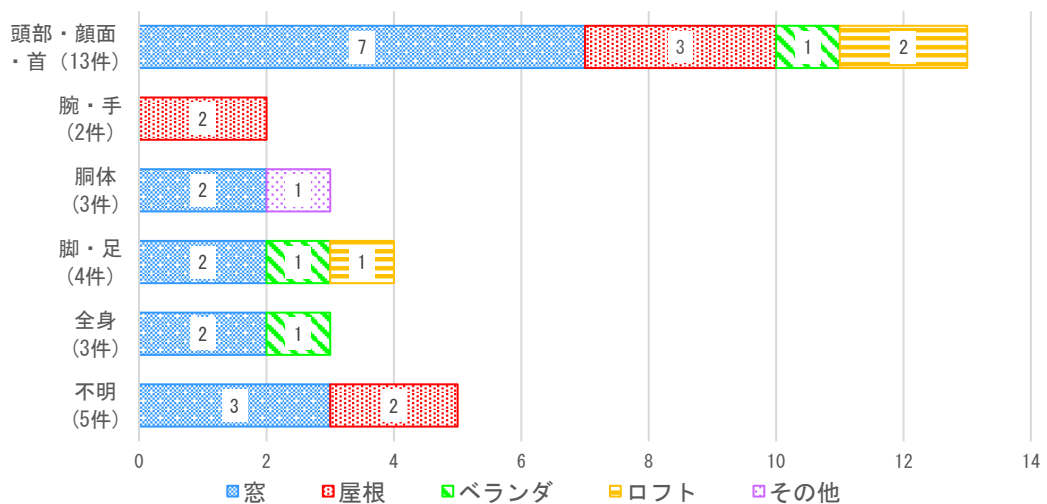 頭部・顔面
・首（13件）
7
3
1
2
腕・手
(2件)
2
胴体
(3件)
2
1
脚・足
(4件)
2
1
1
全身
(3件)
2
1
不明
(5件)
3
2
0 2 4 6 8 10 12 14
窓 屋根 ベランダ ロフト その他